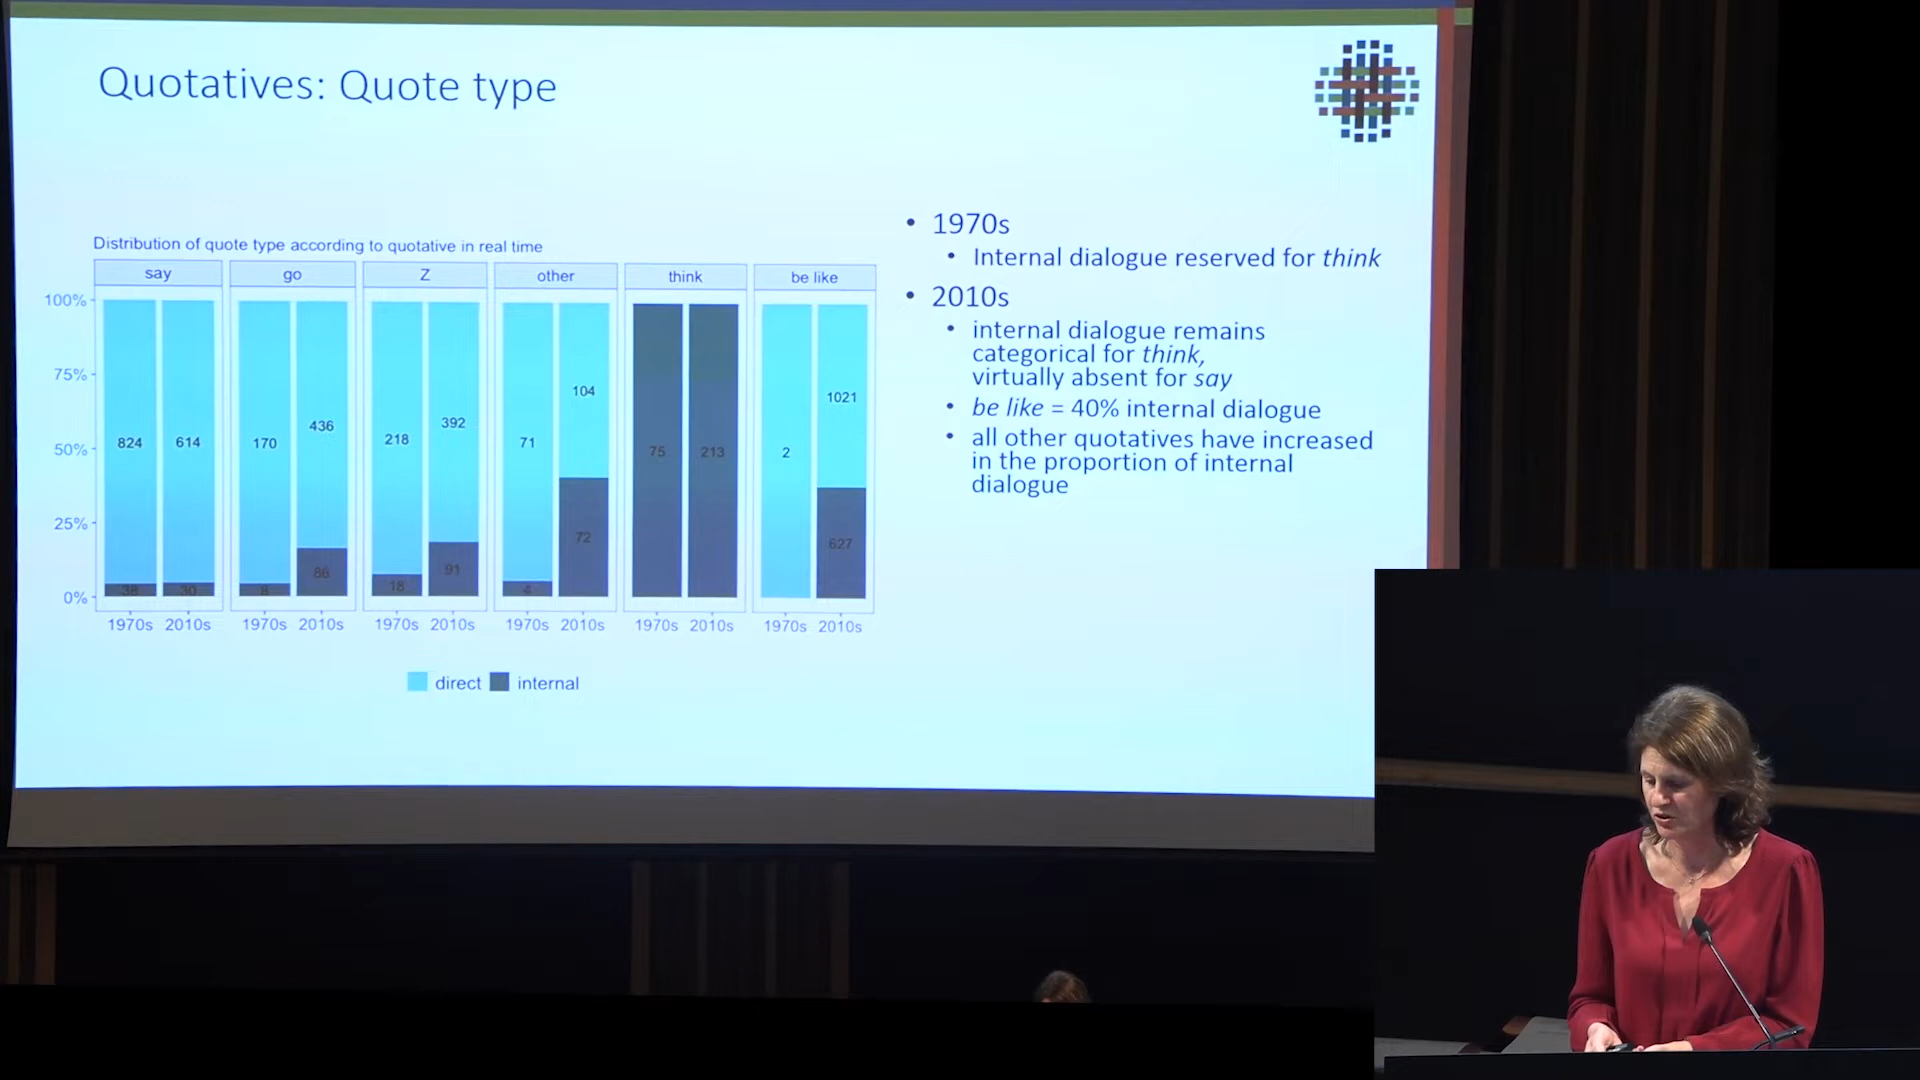 Quotatives: Quote type
Distribution of quote type according to quotative in real time
say go Z other think be like
100%
75%
50%
25%
0%
824 614 170 436 218 392 71 104 75 213 2 1021
38 30 8 86 18 91 4 72 627
1970s 2010s 1970s 2010s 1970s 2010s 1970s 2010s 1970s 2010s 1970s 2010s
direct internal
• 1970s
• Internal dialogue reserved for think
• 2010s
• internal dialogue remains
categorical for think,
virtually absent for say
• be like = 40% internal dialogue
• all other quotatives have increased
in the proportion of internal
dialogue